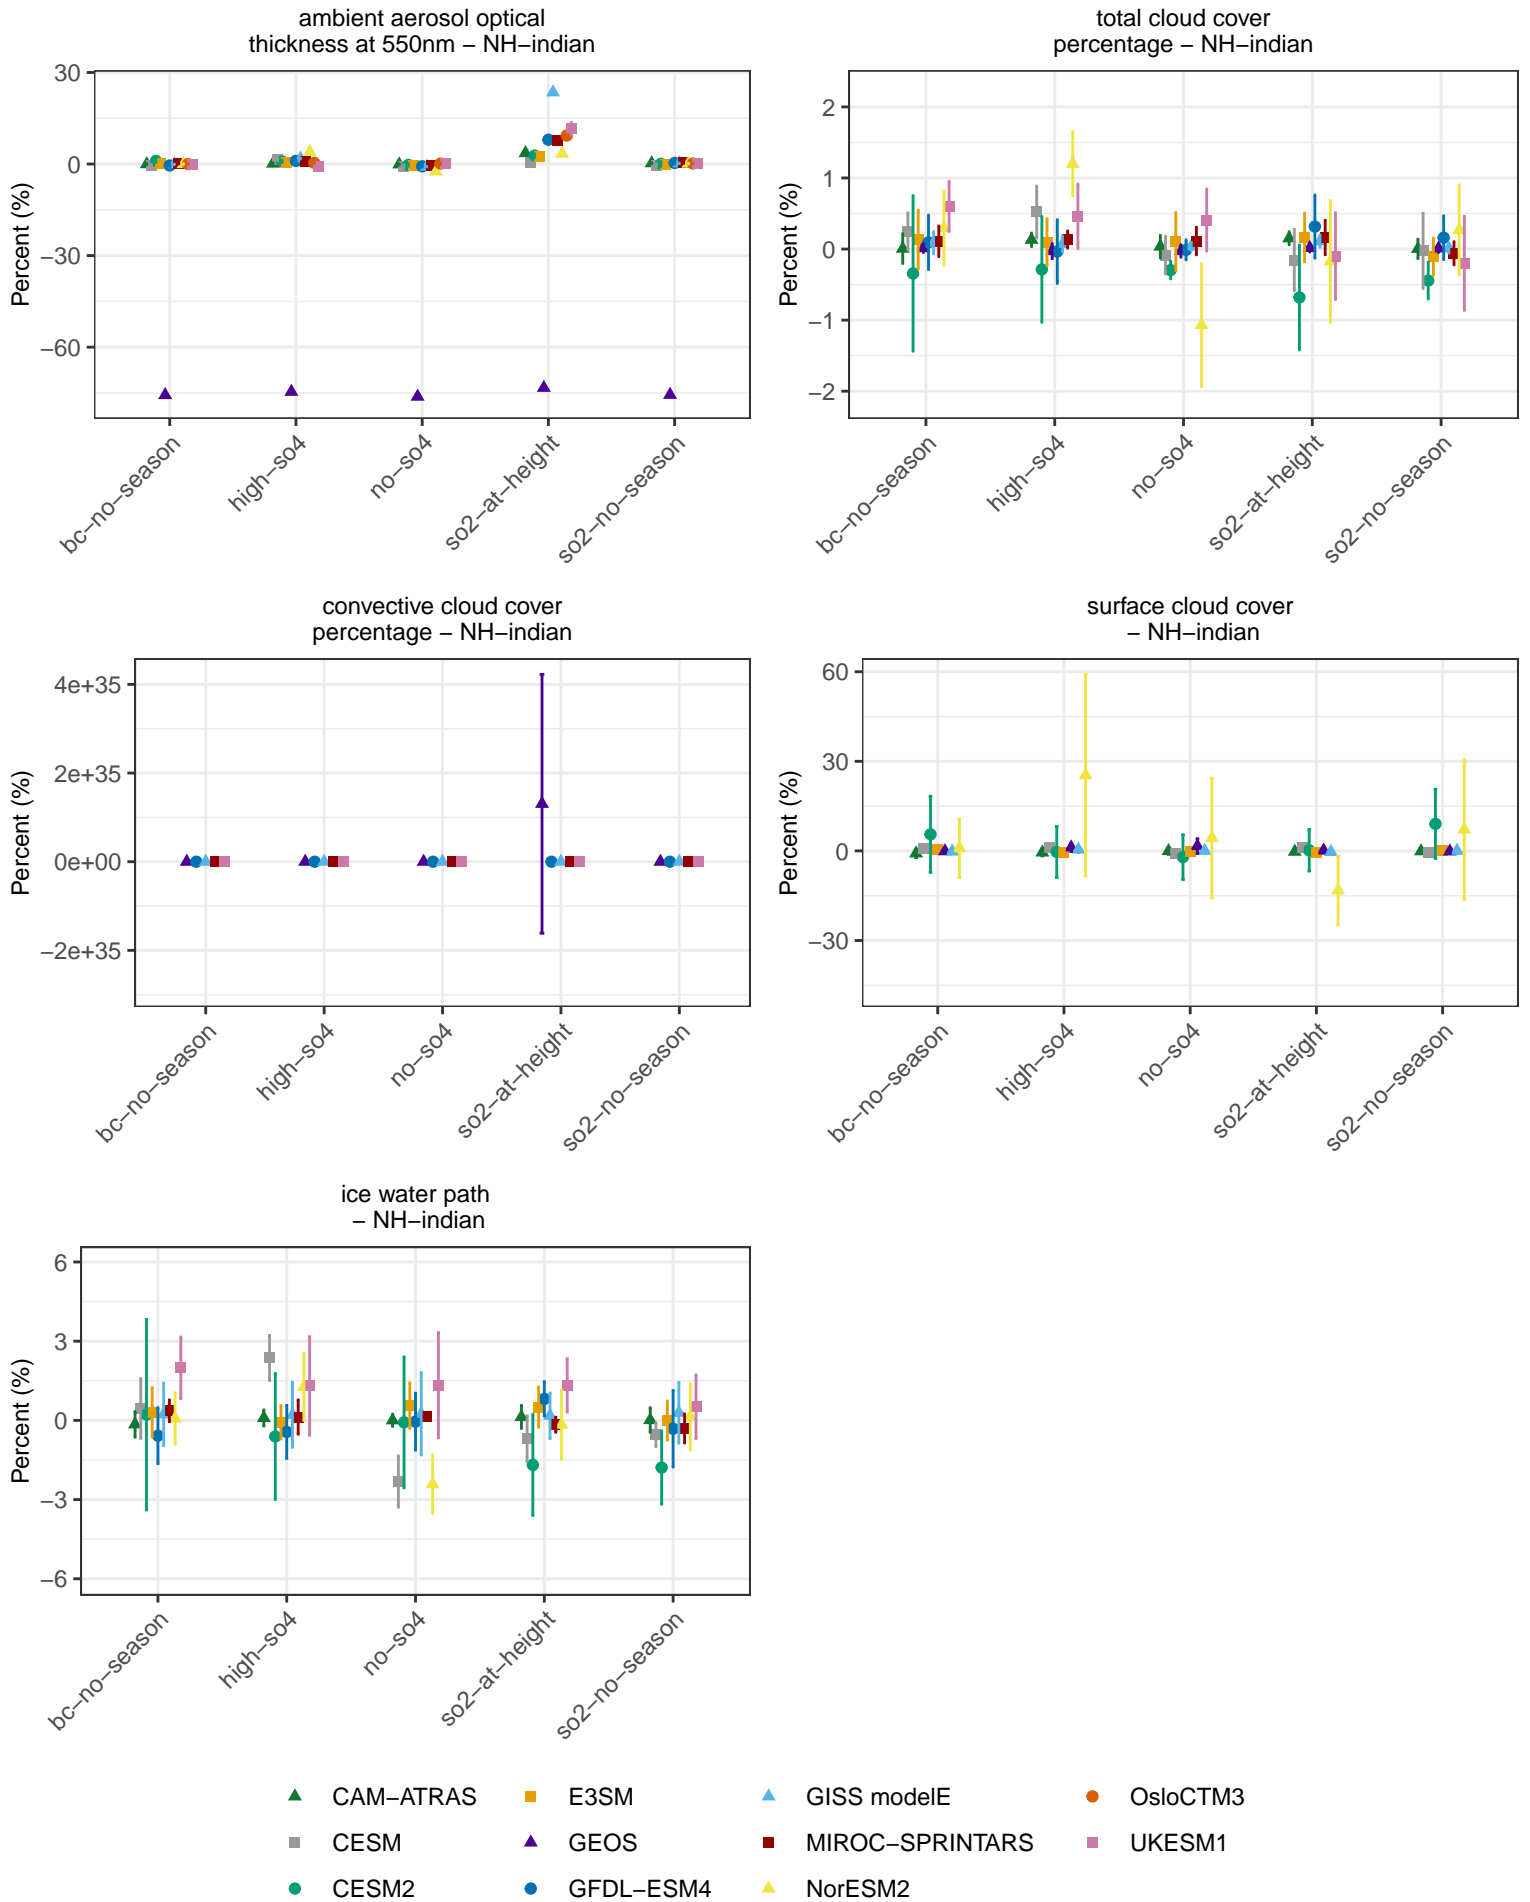 ambient aerosol optical
thickness at 550nm − NH−indian
Percent (%)
30
0
−30
−60
bc−no−season
high−so4
no−so4
so2−at−height
so2−no−season
total cloud cover
percentage − NH−indian
Percent (%)
2
1
0
−1
−2
bc−no−season
high−so4
no−so4
so2−at−height
so2−no−season
convective cloud cover
percentage − NH−indian
Percent (%)
4e+35
2e+35
0e+00
−2e+35
bc−no−season
high−so4
no−so4
so2−at−height
so2−no−season
surface cloud cover
− NH−indian
Percent (%)
60
30
0
−30
bc−no−season
high−so4
no−so4
so2−at−height
so2−no−season
ice water path
− NH−indian
Percent (%)
6
3
0
−3
−6
bc−no−season
high−so4
no−so4
so2−at−height
so2−no−season
CAM−ATRAS
E3SM
GISS modelE
OsloCTM3
CESM
GEOS
MIROC−SPRINTARS
UKESM1
CESM2
GFDL−ESM4
NorESM2